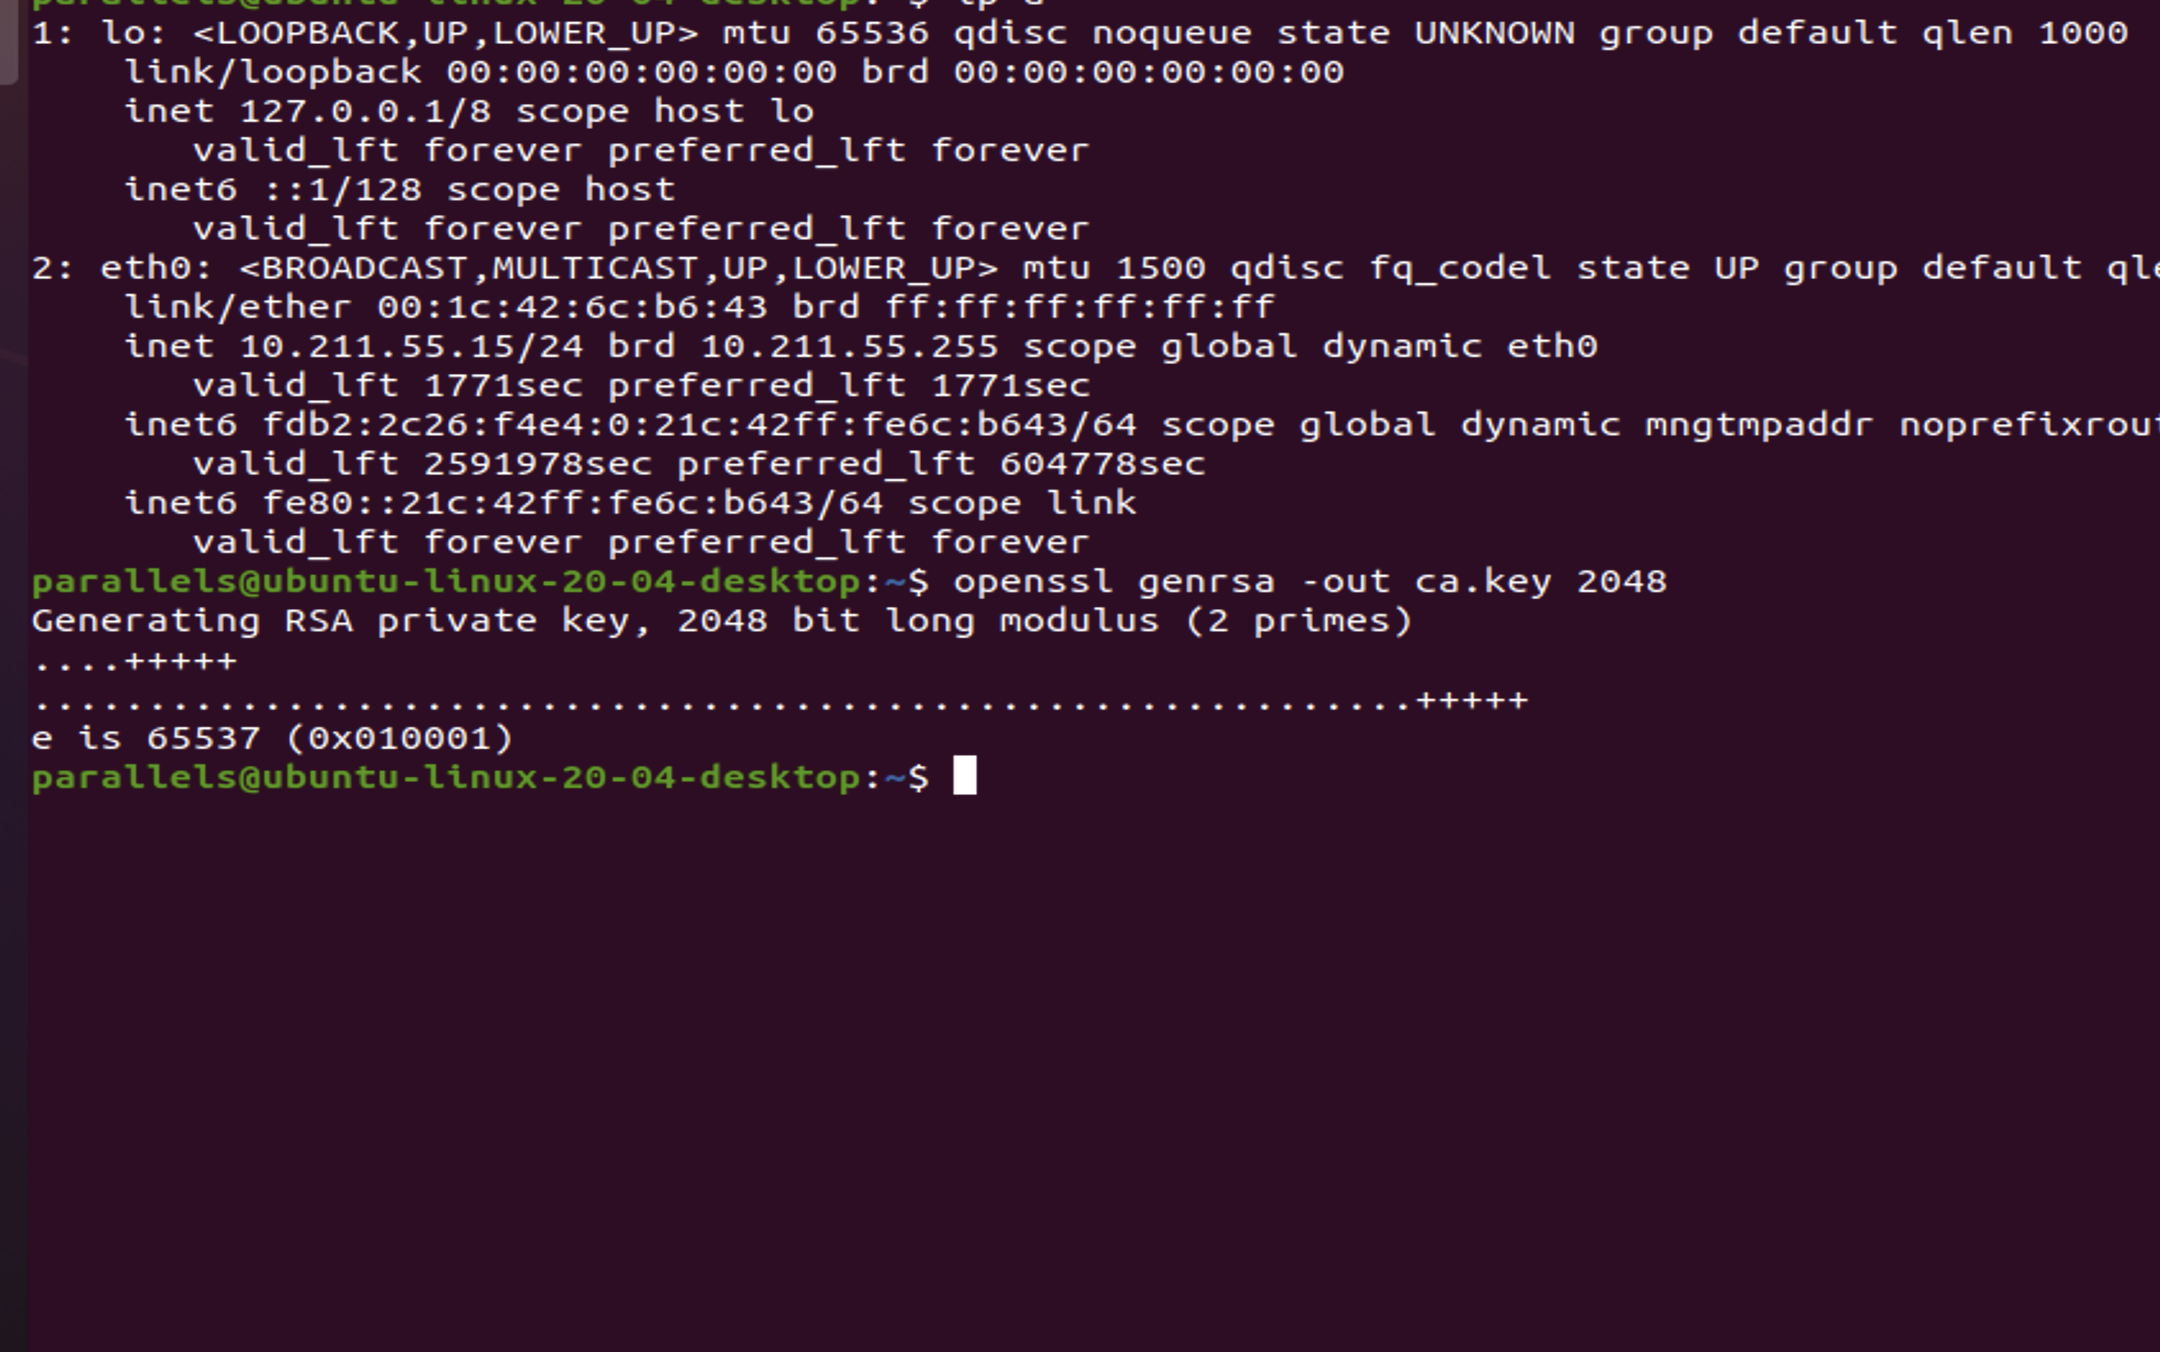 parallels@ubuntu-linux-20-04-desktop:~$ ip a
1: lo: <LOOPBACK,UP,LOWER_UP> mtu 65536 qdisc noqueue state UNKNOWN group default qlen 1000
    link/loopback 00:00:00:00:00:00 brd 00:00:00:00:00:00
    inet 127.0.0.1/8 scope host lo
       valid_lft forever preferred_lft forever
    inet6 ::1/128 scope host
       valid_lft forever preferred_lft forever
2: eth0: <BROADCAST,MULTICAST,UP,LOWER_UP> mtu 1500 qdisc fq_codel state UP group default qle
    link/ether 00:1c:42:6c:b6:43 brd ff:ff:ff:ff:ff:ff
    inet 10.211.55.15/24 brd 10.211.55.255 scope global dynamic eth0
       valid_lft 1771sec preferred_lft 1771sec
    inet6 fdb2:2c26:f4e4:0:21c:42ff:fe6c:b643/64 scope global dynamic mngtmpaddr noprefixrout
       valid_lft 2591978sec preferred_lft 604778sec
    inet6 fe80::21c:42ff:fe6c:b643/64 scope link
       valid_lft forever preferred_lft forever
parallels@ubuntu-linux-20-04-desktop:~$ openssl genrsa -out ca.key 2048
Generating RSA private key, 2048 bit long modulus (2 primes)
....+++++
............................................................+++++
e is 65537 (0x010001)
parallels@ubuntu-linux-20-04-desktop:~$